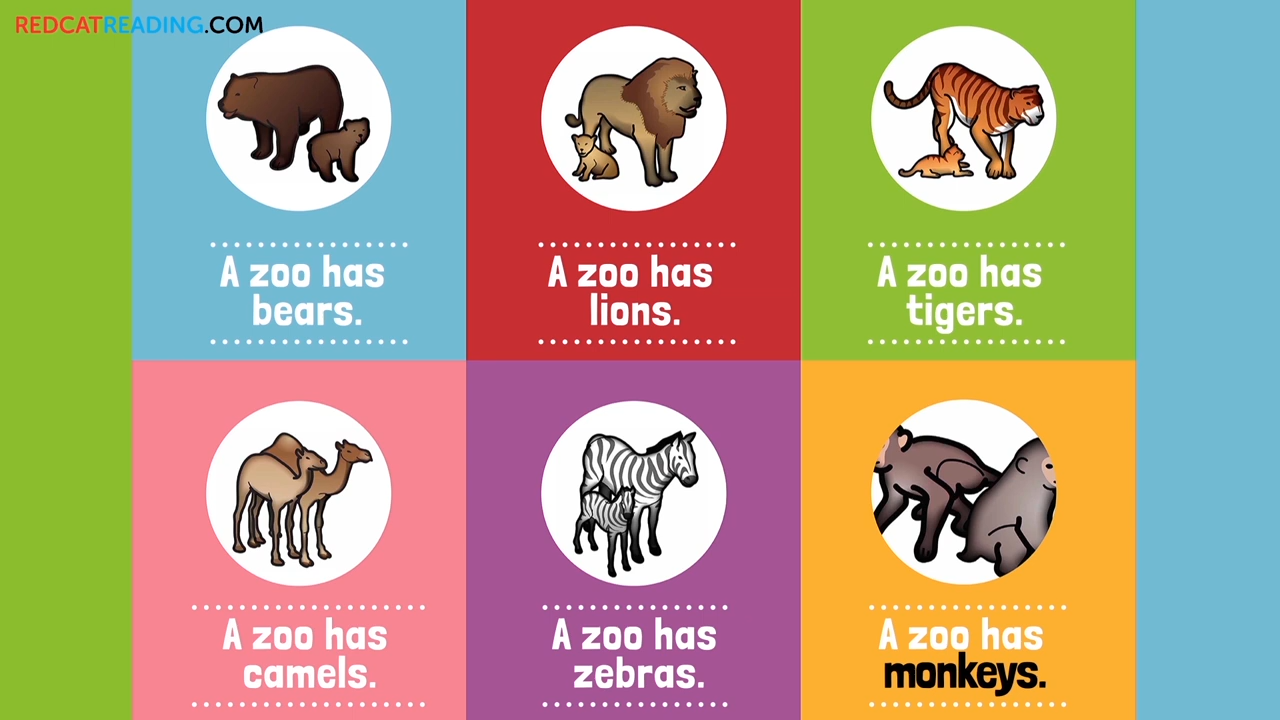 REDCATREADING.COM
A zoo has
bears.
A zoo has
lions.
A zoo has
tigers.
A zoo has
camels.
A zoo has
zebras.
A zoo has
monkeys.